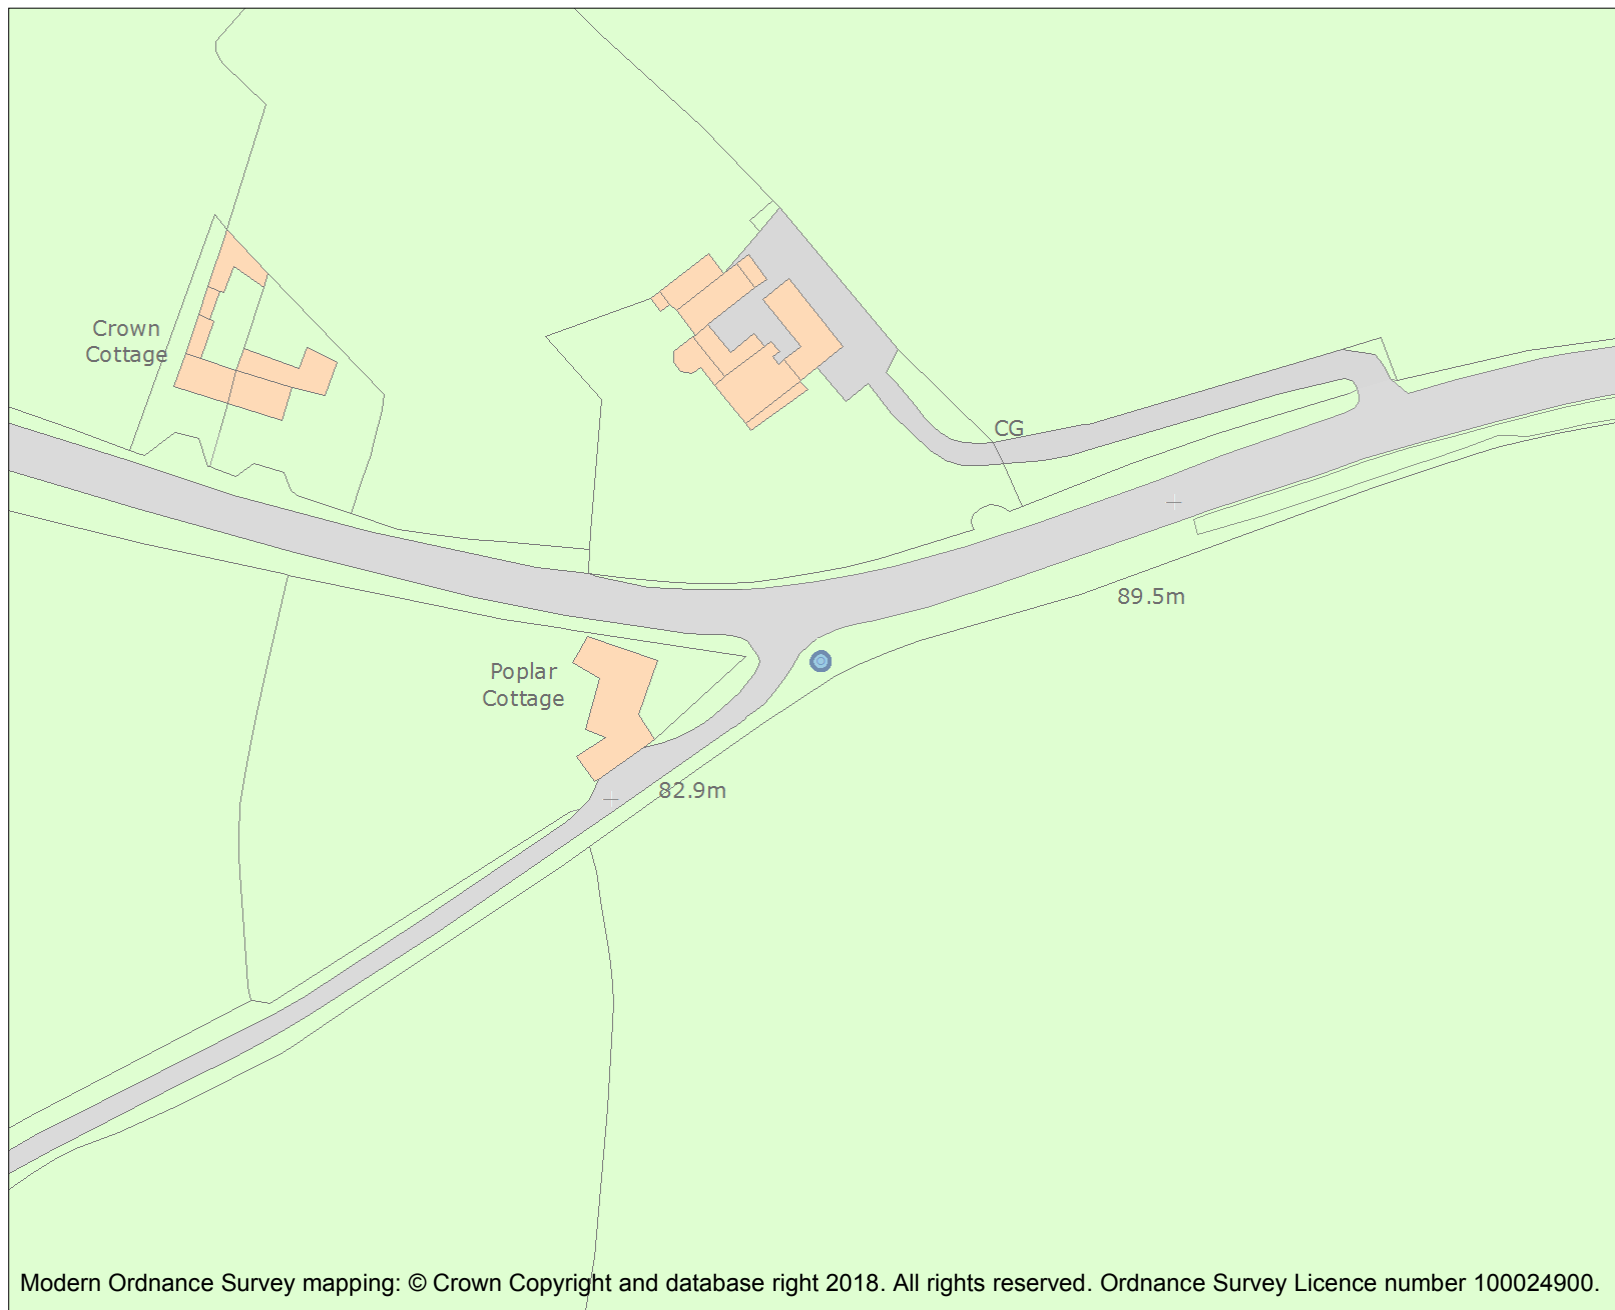 Crown
Cottage
CG
89.5m
Poplar
Cottage
82.9m
Modern Ordnance Survey mapping: © Crown Copyright and database right 2018. All rights reserved. Ordnance Survey Licence number 100024900.